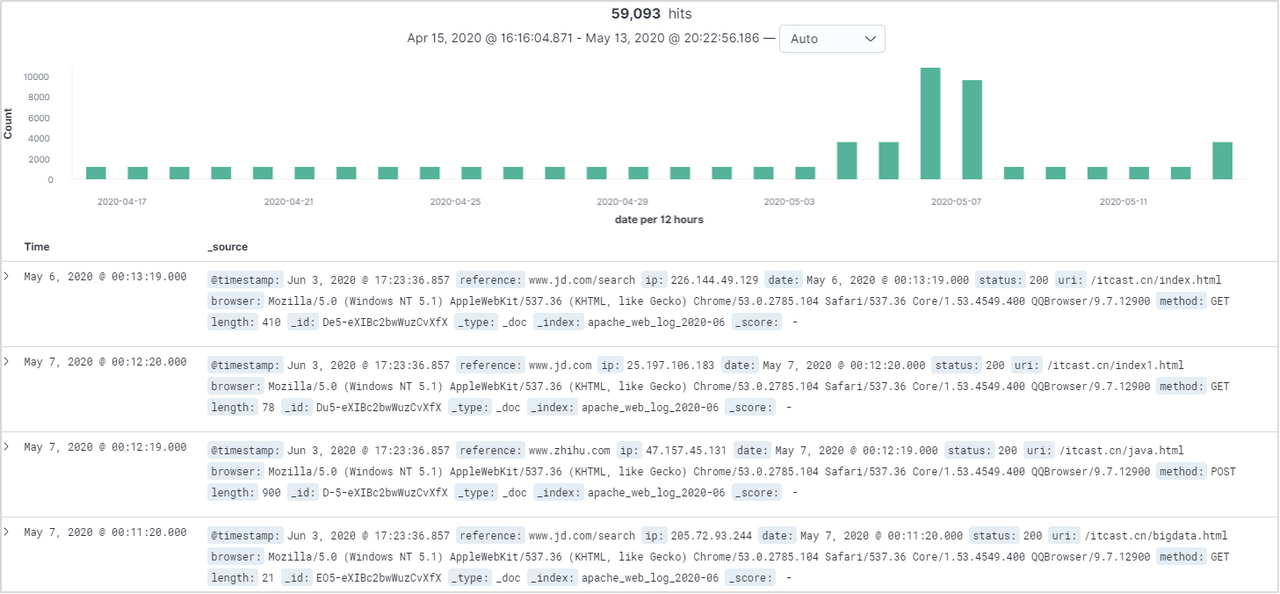 59,093 hits
Apr 15, 2020 @ 16:16:04.871 - May 13, 2020 @ 20:22:56.186 — Auto
Count
10000
8000
6000
4000
2000
0
2020-04-17 2020-04-21 2020-04-25 2020-04-29 2020-05-03 2020-05-07 2020-05-11
date per 12 hours
Time _source
May 6, 2020 @ 00:13:19.000 @timestamp: Jun 3, 2020 @ 17:23:36.857 reference: www.jd.com/search ip: 226.144.49.129 date: May 6, 2020 @ 00:13:19.000 status: 200 uri: /itcast.cn/index.html
browser: Mozilla/5.0 (Windows NT 5.1) AppleWebKit/537.36 (KHTML, like Gecko) Chrome/53.0.2785.104 Safari/537.36 Core/1.53.4549.400 QQBrowser/9.7.12900 method: GET
length: 410 _id: De5-eXIBc2bwWuzCvXfX _type: _doc _index: apache_web_log_2020-06 _score: -
May 7, 2020 @ 00:12:20.000 @timestamp: Jun 3, 2020 @ 17:23:36.857 reference: www.jd.com ip: 25.197.106.183 date: May 7, 2020 @ 00:12:20.000 status: 200 uri: /itcast.cn/index1.html
browser: Mozilla/5.0 (Windows NT 5.1) AppleWebKit/537.36 (KHTML, like Gecko) Chrome/53.0.2785.104 Safari/537.36 Core/1.53.4549.400 QQBrowser/9.7.12900 method: GET
length: 78 _id: Du5-eXIBc2bwWuzCvXfX _type: _doc _index: apache_web_log_2020-06 _score: -
May 7, 2020 @ 00:12:19.000 @timestamp: Jun 3, 2020 @ 17:23:36.857 reference: www.zhihu.com ip: 47.157.45.131 date: May 7, 2020 @ 00:12:19.000 status: 200 uri: /itcast.cn/java.html
browser: Mozilla/5.0 (Windows NT 5.1) AppleWebKit/537.36 (KHTML, like Gecko) Chrome/53.0.2785.104 Safari/537.36 Core/1.53.4549.400 QQBrowser/9.7.12900 method: POST
length: 900 _id: D-5-eXIBc2bwWuzCvXfX _type: _doc _index: apache_web_log_2020-06 _score: -
May 7, 2020 @ 00:11:20.000 @timestamp: Jun 3, 2020 @ 17:23:36.857 reference: www.jd.com/search ip: 205.72.93.244 date: May 7, 2020 @ 00:11:20.000 status: 200 uri: /itcast.cn/bigdata.html
browser: Mozilla/5.0 (Windows NT 5.1) AppleWebKit/537.36 (KHTML, like Gecko) Chrome/53.0.2785.104 Safari/537.36 Core/1.53.4549.400 QQBrowser/9.7.12900 method: GET
length: 21 _id: EO5-eXIBc2bwWuzCvXfX _type: _doc _index: apache_web_log_2020-06 _score: -